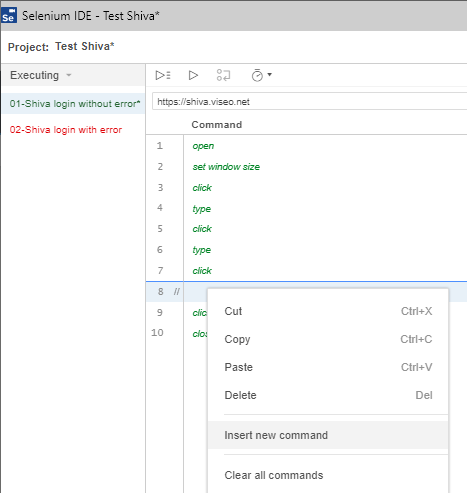 Se Selenium IDE - Test Shiva*
Project: Test Shiva*
Executing
https://shiva.viseo.net
01-Shiva login without error*
Command
02-Shiva login with error
1 open
2 set window size
3 click
4 type
5 click
6 type
7 click
8 //
Cut Ctrl+X
9 clic
Copy Ctrl+C
10 clo
Paste Ctrl+V
Delete Del
Insert new command
Clear all commands